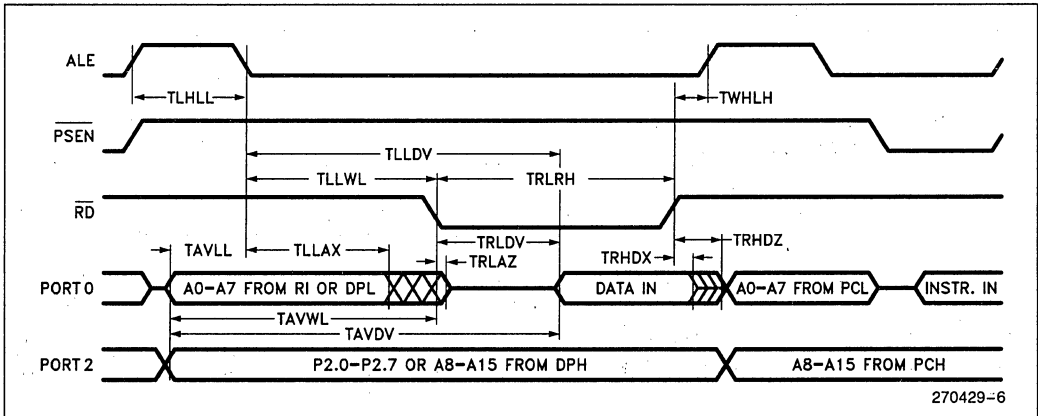 ALE
TLHLL
TWHLH
PSEN
TLLDV
TLLWL
TRLRH
RD
TAVLL
TLLAX
TRLDV
TRLAZ
TRHDX
TRHDZ
PORT 0
A0–A7 FROM RI OR DPL
DATA IN
A0–A7 FROM PCL
INSTR. IN
TAVWL
TAVDV
PORT 2
P2.0–P2.7 OR A8–A15 FROM DPH
A8–A15 FROM PCH
270429–6